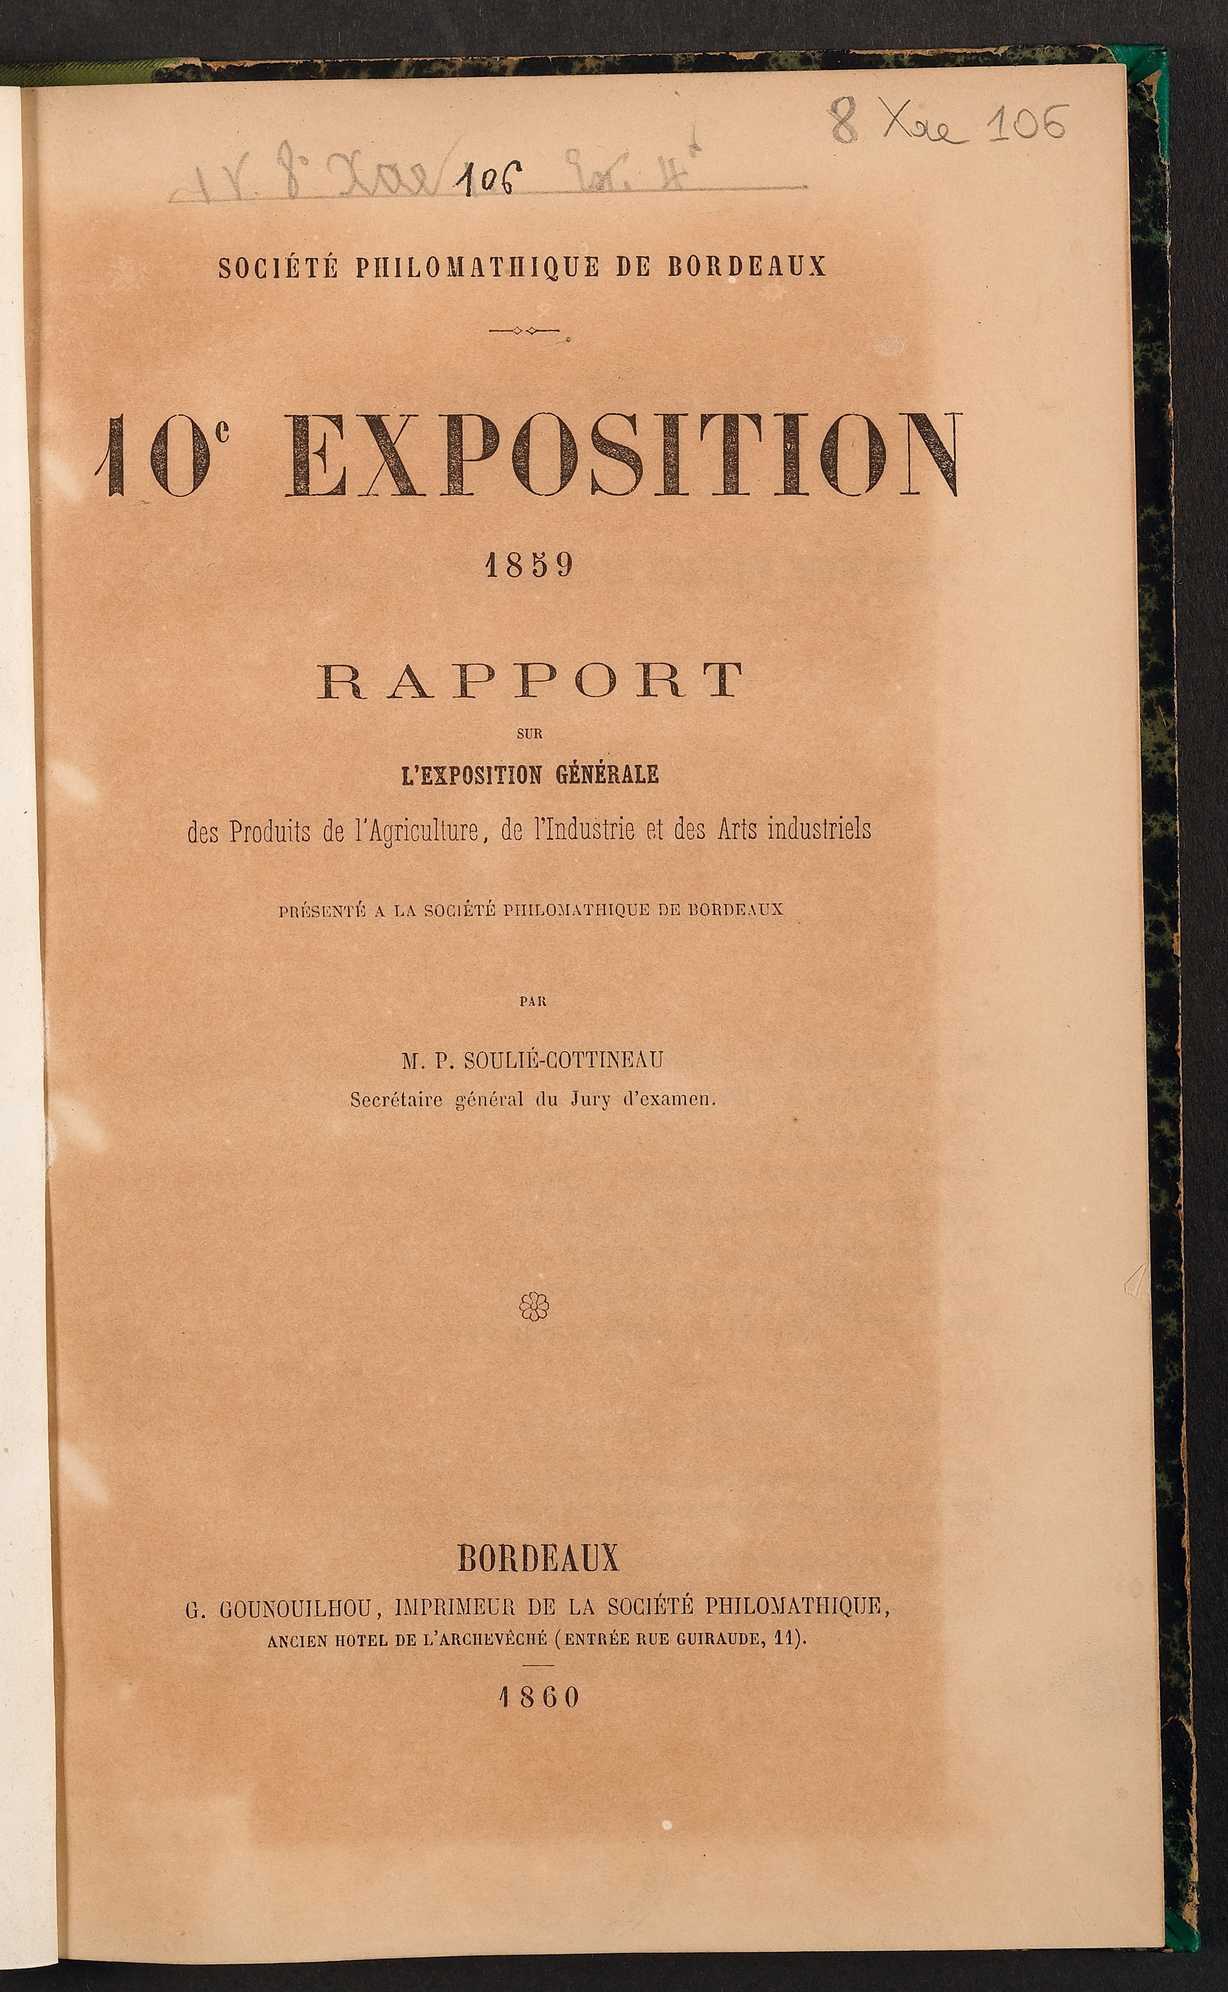 8 Xae 106
8° Xae 106
SOCIÉTÉ PHILOMATHIQUE DE BORDEAUX
10e EXPOSITION
1859
RAPPORT
SUR
L'EXPOSITION GÉNÉRALE
des Produits de l'Agriculture, de l'Industrie et des Arts industriels
PRÉSENTÉ A LA SOCIÉTÉ PHILOMATHIQUE DE BORDEAUX
PAR
M. P. SOULIÉ-COTTINEAU
Secrétaire général du Jury d'examen.
BORDEAUX
G. GOUNOUILHOU, IMPRIMEUR DE LA SOCIÉTÉ PHILOMATHIQUE,
ANCIEN HOTEL DE L'ARCHEVÊCHÉ (ENTRÉE RUE GUIRAUDE, 11).
1860